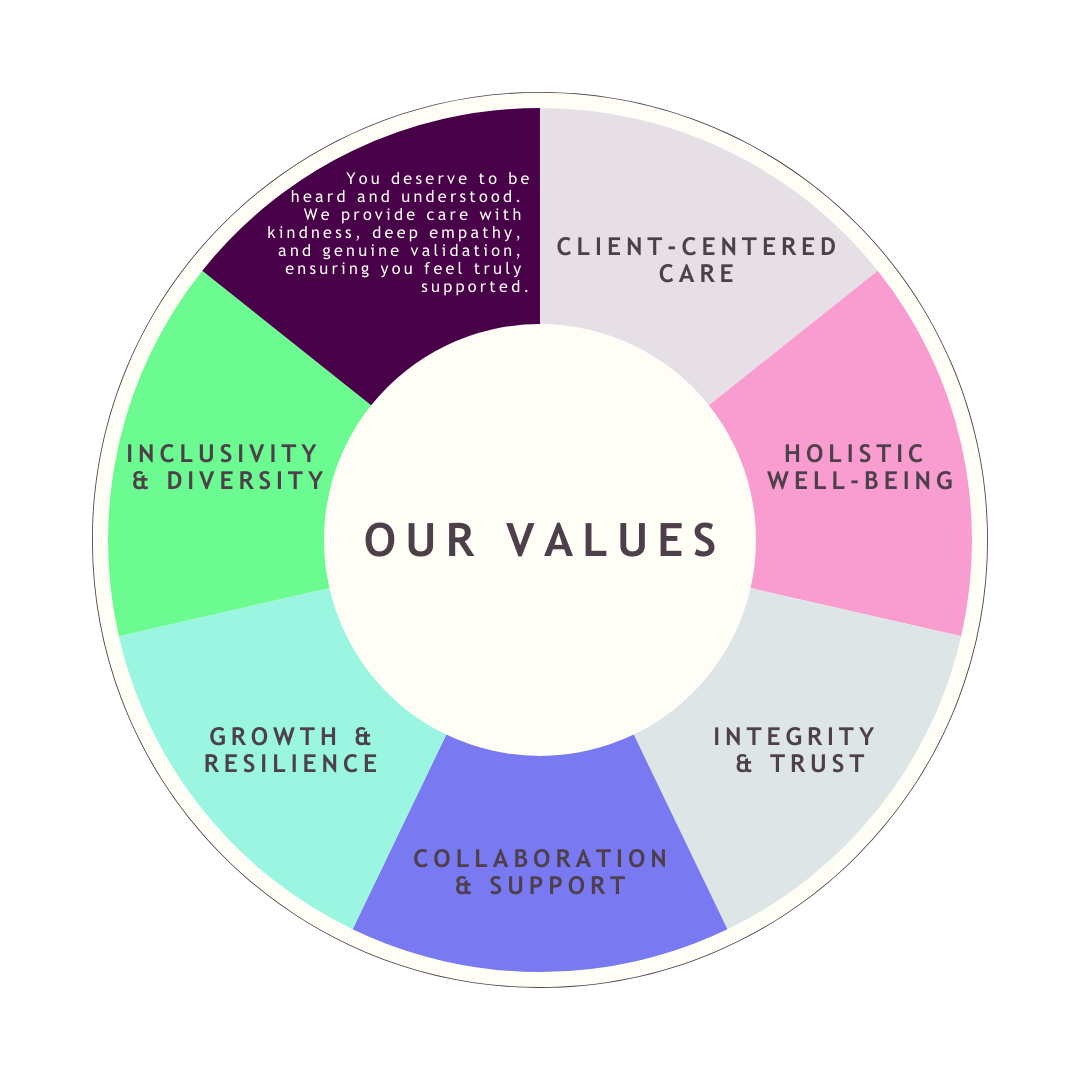 You deserve to be
heard and understood.
We provide care with
kindness, deep empathy,
and genuine validation,
ensuring you feel truly
supported.
CLIENT-CENTERED
CARE
HOLISTIC
WELL-BEING
INTEGRITY
& TRUST
COLLABORATION
& SUPPORT
GROWTH &
RESILIENCE
INCLUSIVITY
& DIVERSITY
OUR VALUES